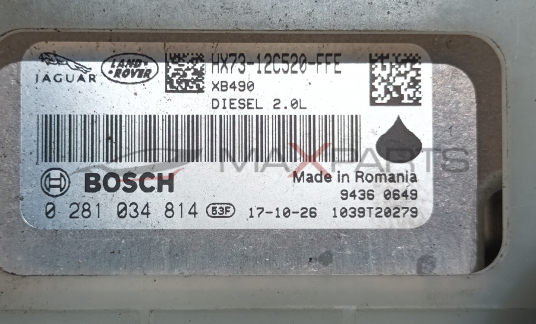 JAGUAR LAND-ROVER HX73-12C520-FFE
XB490
DIESEL 2.0L
MAXPARTS
BOSCH Made in Romania
9436 0649
0 281 034 814 53F 17-10-26 1039T20279